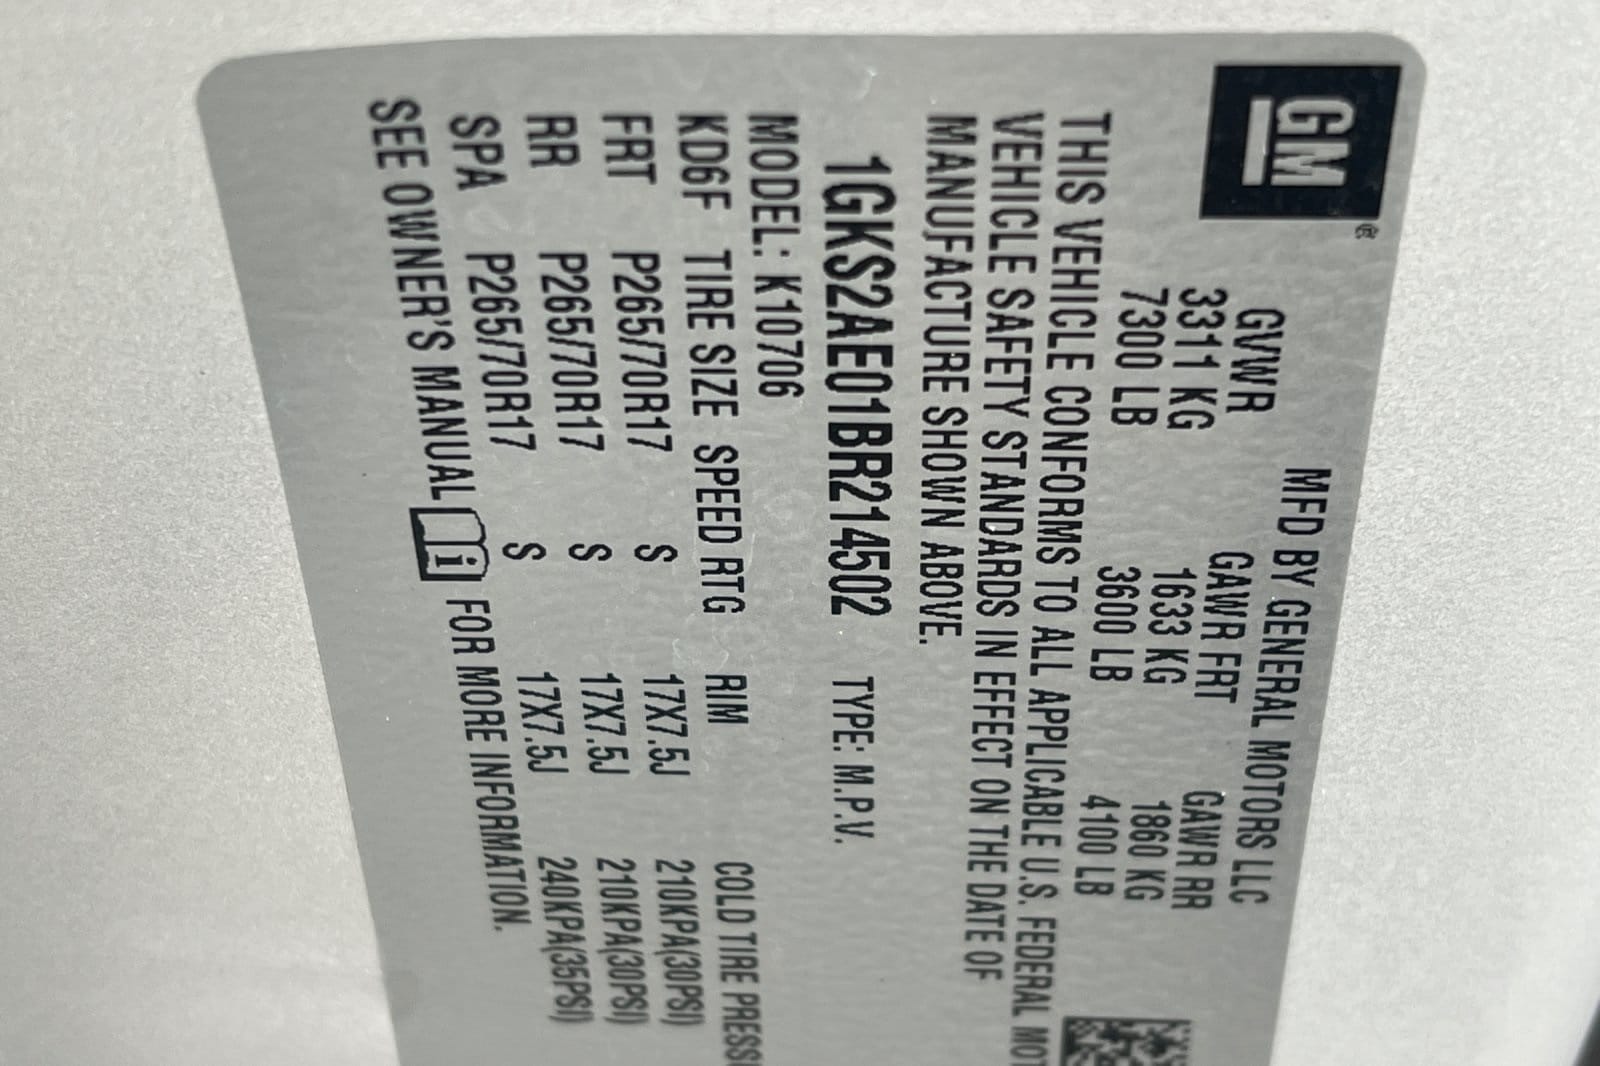 GM®
MFD BY GENERAL MOTORS LLC
GVWR GAWR FRT GAWR RR
3311 KG 1633 KG 1860 KG
7300 LB 3600 LB 4100 LB
THIS VEHICLE CONFORMS TO ALL APPLICABLE U.S. FEDERAL MOT
VEHICLE SAFETY STANDARDS IN EFFECT ON THE DATE OF
MANUFACTURE SHOWN ABOVE.
1GKS2AE01BR214502 TYPE: M.P.V.
MODEL: K10706
KD6F TIRE SIZE SPEED RTG RIM COLD TIRE PRESS
FRT P265/70R17 S 17X7.5J 210KPA(30PSI)
RR P265/70R17 S 17X7.5J 210KPA(30PSI)
SPA P265/70R17 S 17X7.5J 240KPA(35PSI)
SEE OWNER'S MANUAL i FOR MORE INFORMATION.